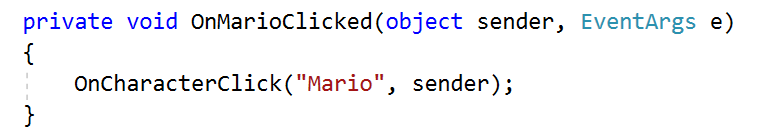 private void OnMarioClicked(object sender, EventArgs e)
{
    OnCharacterClick("Mario", sender);
}